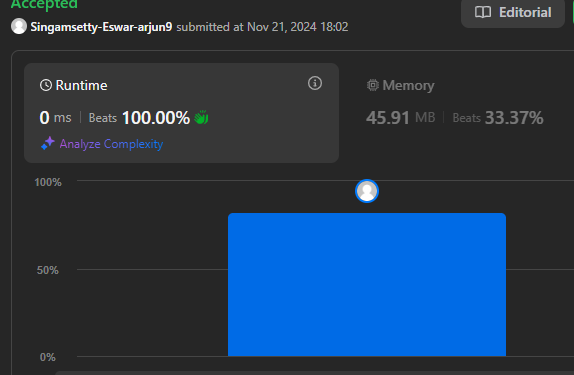 Accepted
Editorial
Singamsetty-Eswar-arjun9 submitted at Nov 21, 2024 18:02
Runtime
0 ms | Beats 100.00%
Analyze Complexity
Memory
45.91 MB | Beats 33.37%
100%
50%
0%